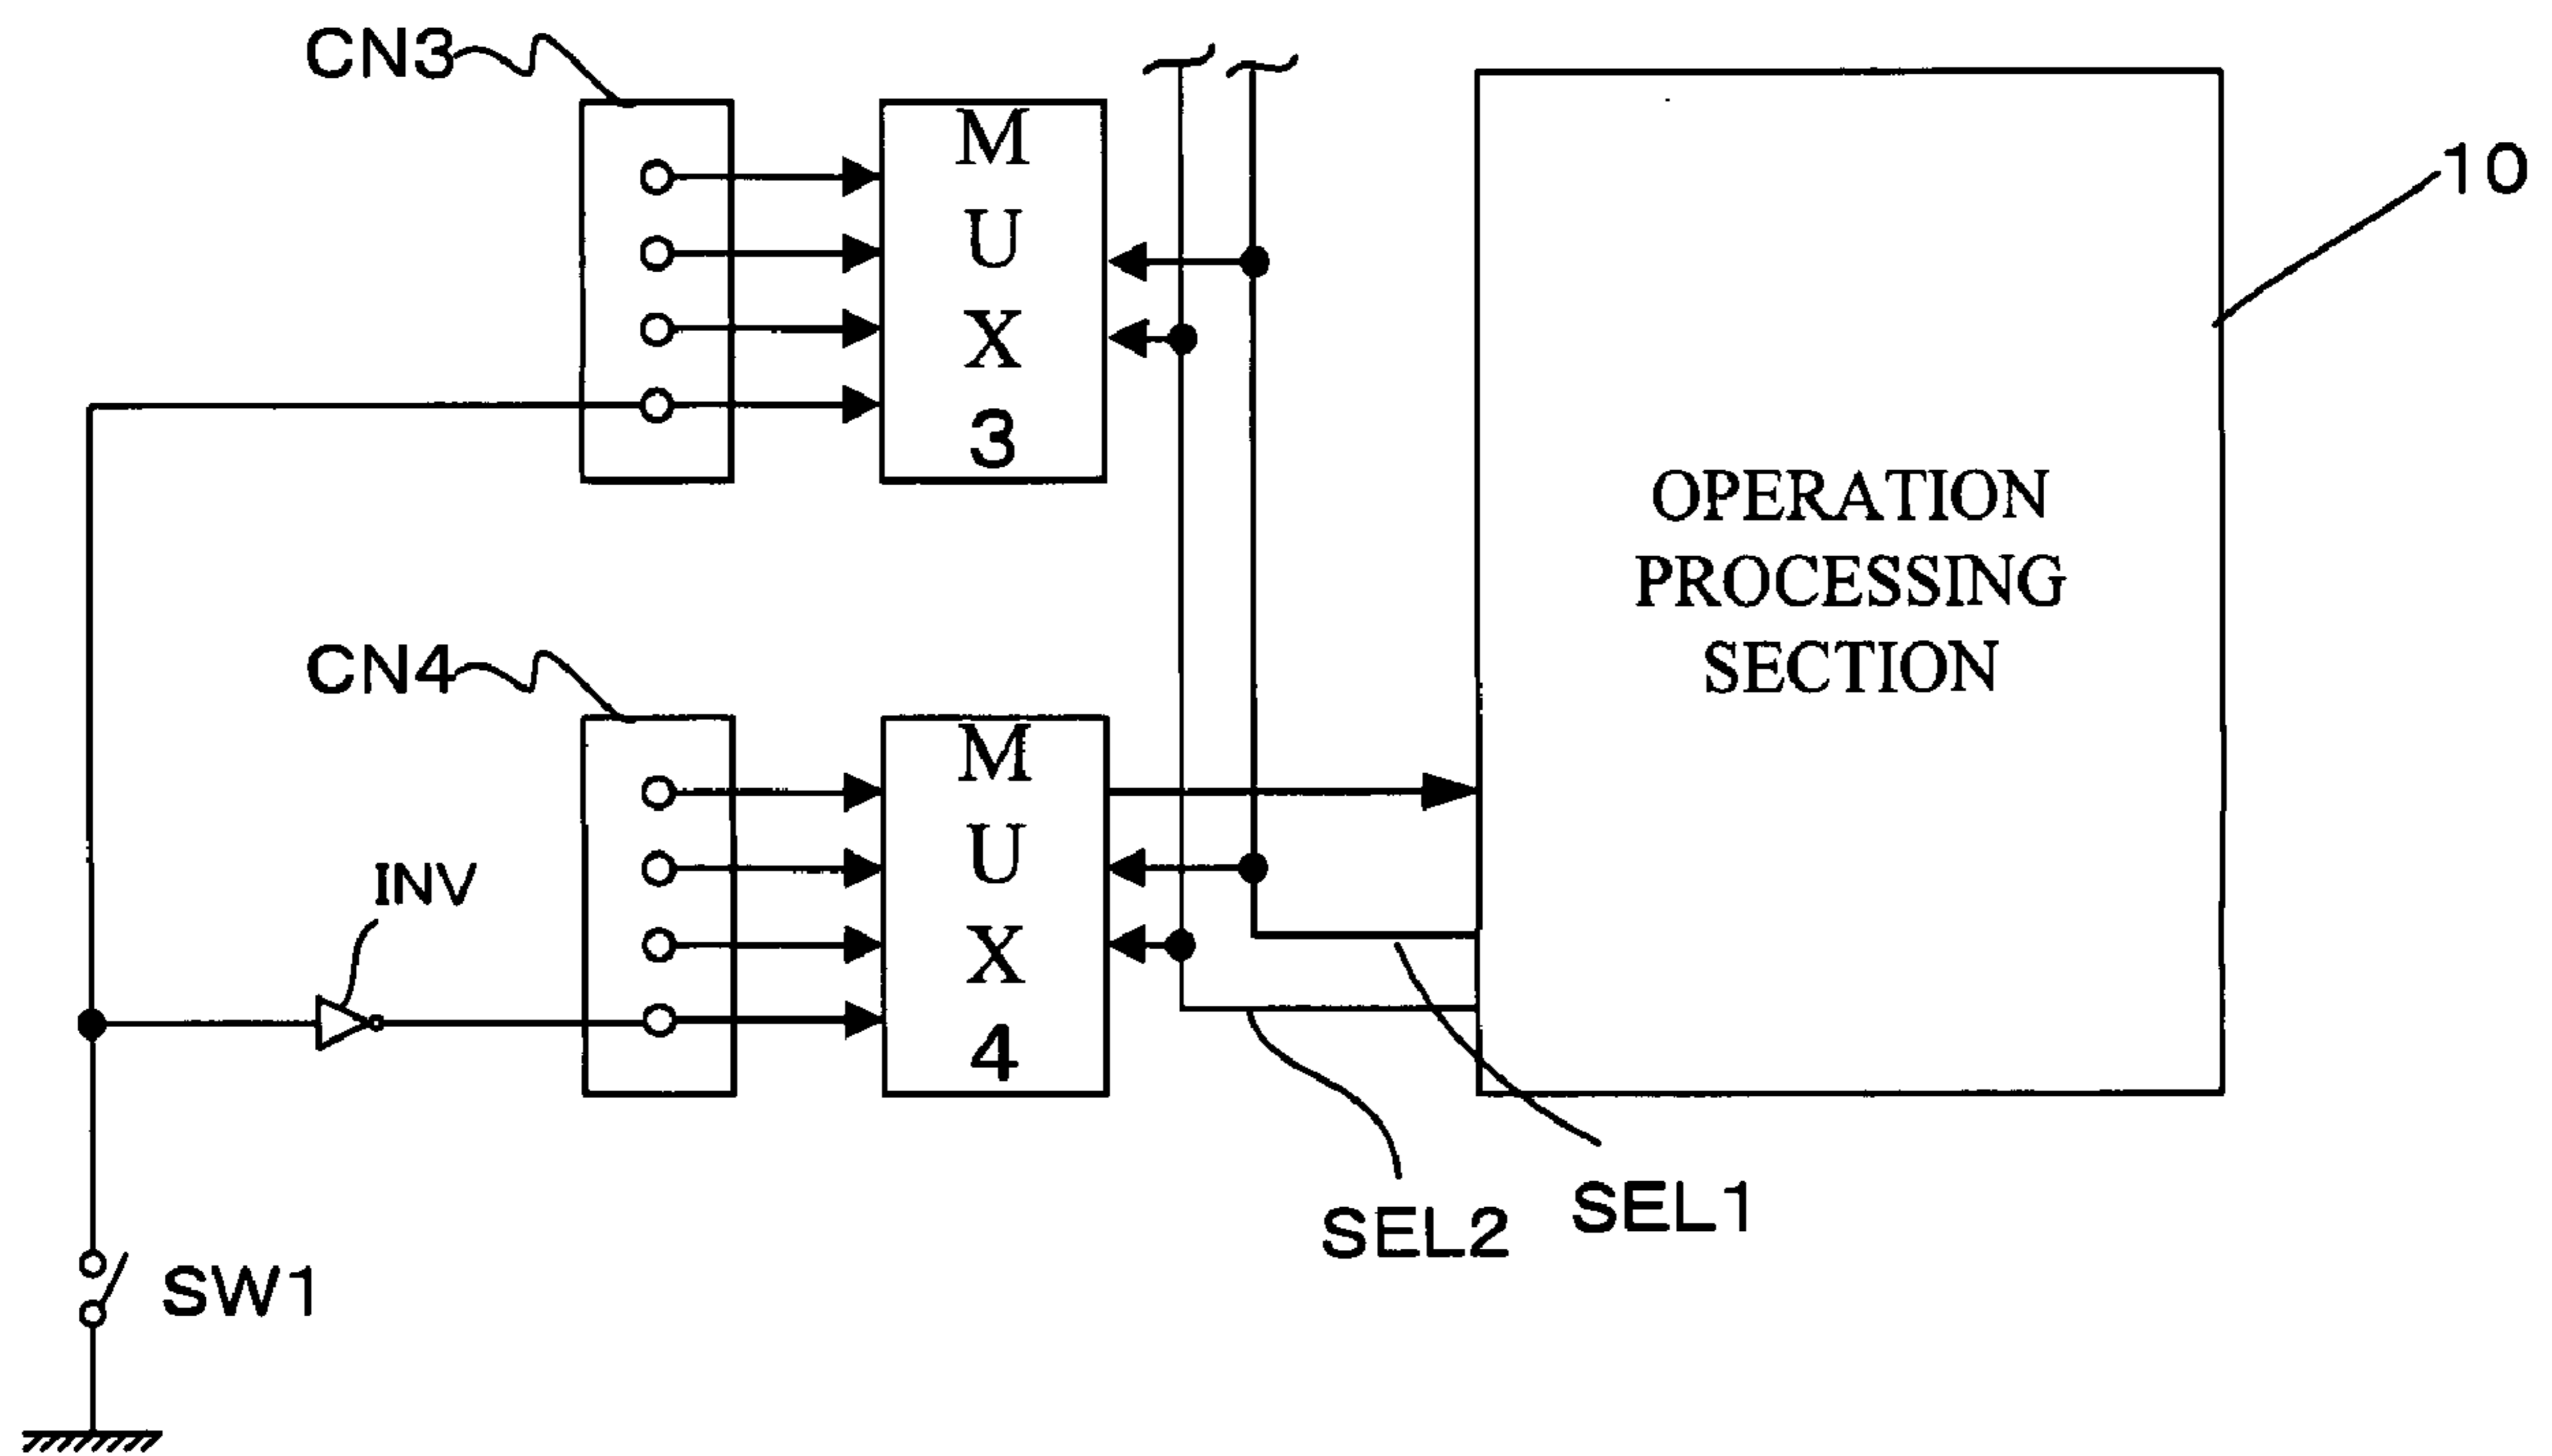 CN3
M
U
X
3
10
OPERATION
PROCESSING
SECTION
CN4
M
U
X
4
INV
SEL1
SEL2
SW1